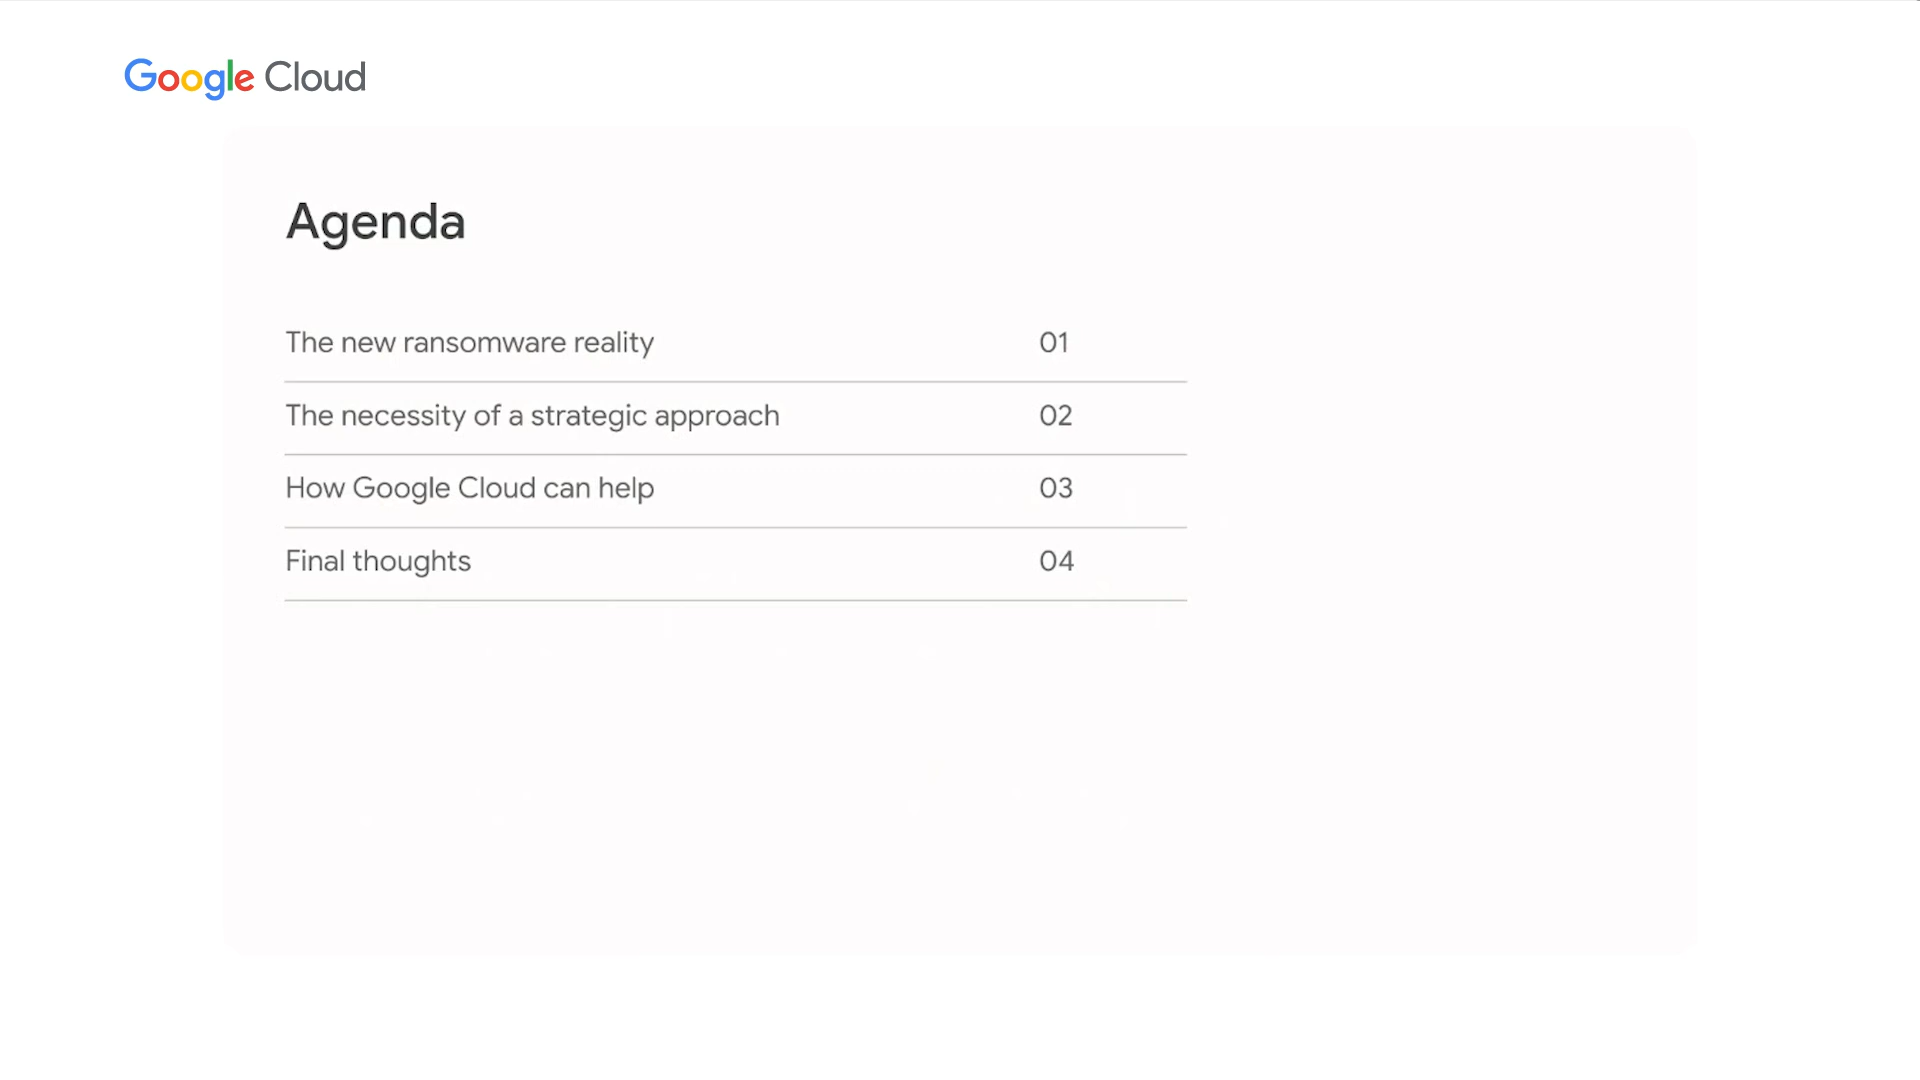 Google Cloud
Agenda
The new ransomware reality 01
The necessity of a strategic approach 02
How Google Cloud can help 03
Final thoughts 04